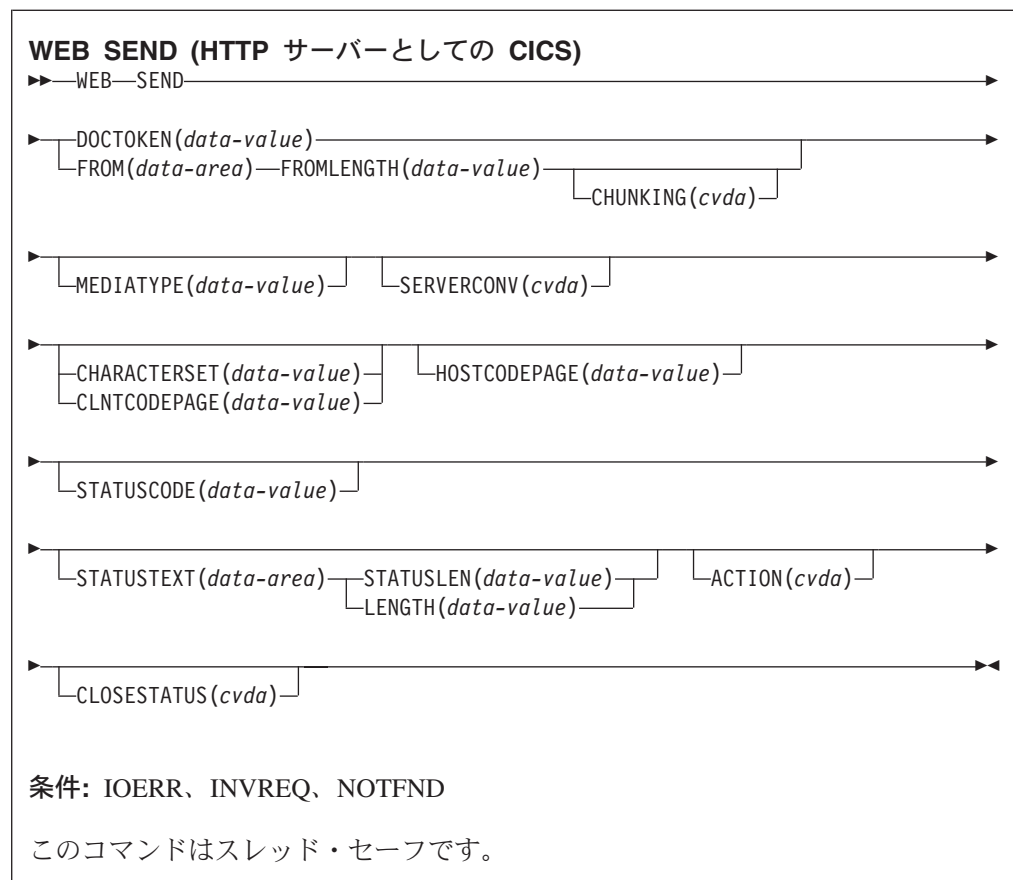 WEB SEND (HTTP サーバーとしての CICS)
WEB SEND
DOCTOKEN(data-value)
FROM(data-area) FROMLENGTH(data-value)
CHUNKING(cvda)
MEDIATYPE(data-value) SERVERCONV(cvda)
CHARACTERSET(data-value) HOSTCODEPAGE(data-value)
CLNTCODEPAGE(data-value)
STATUSCODE(data-value)
STATUSTEXT(data-area) STATUSLEN(data-value) ACTION(cvda)
LENGTH(data-value)
CLOSESTATUS(cvda)
条件: IOERR、INVREQ、NOTFND
このコマンドはスレッド・セーフです。